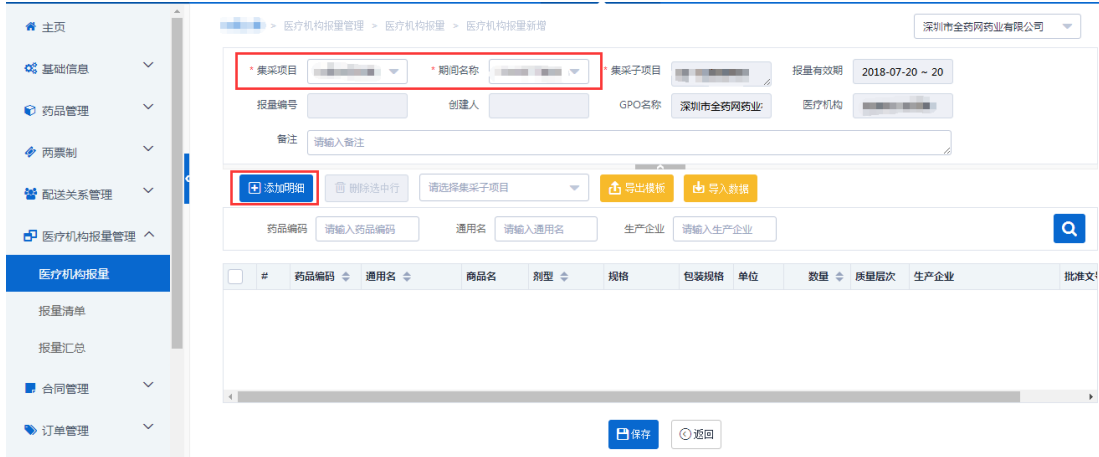 主页
基础信息
药品管理
两票制
配送关系管理
医疗机构报量管理
医疗机构报量
报量清单
报量汇总
合同管理
订单管理
> 医疗机构报量管理 > 医疗机构报量 > 医疗机构报量新增
深圳市全药网药业有限公司
* 集采项目 * 期间名称 * 集采子项目 报量有效期 2018-07-20 ~ 20
报量编号 创建人 GPO名称 深圳市全药网药业 医疗机构
备注 请输入备注
添加明细 删除选中行 请选择集采子项目 导出模板 导入数据
药品编码 请输入药品编码 通用名 请输入通用名 生产企业 请输入生产企业
# 药品编码 通用名 商品名 剂型 规格 包装规格 单位 数量 质量层次 生产企业 批准文
保存 返回